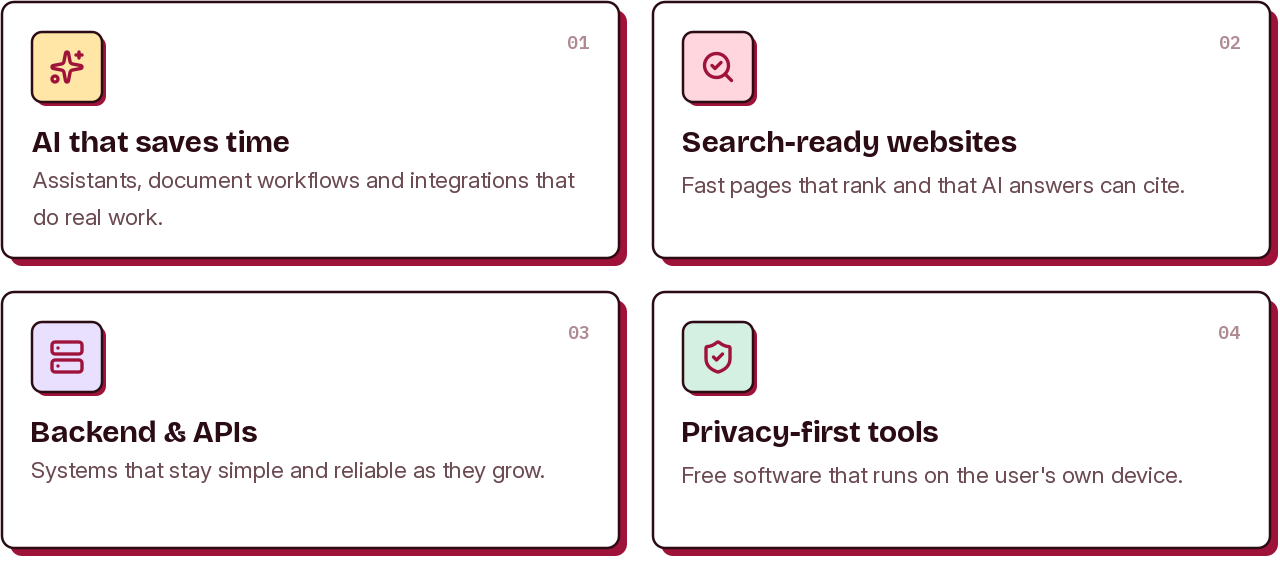 01
AI that saves time
Assistants, document workflows and integrations that
do real work.
02
Search-ready websites
Fast pages that rank and that AI answers can cite.
03
Backend & APIs
Systems that stay simple and reliable as they grow.
04
Privacy-first tools
Free software that runs on the user's own device.